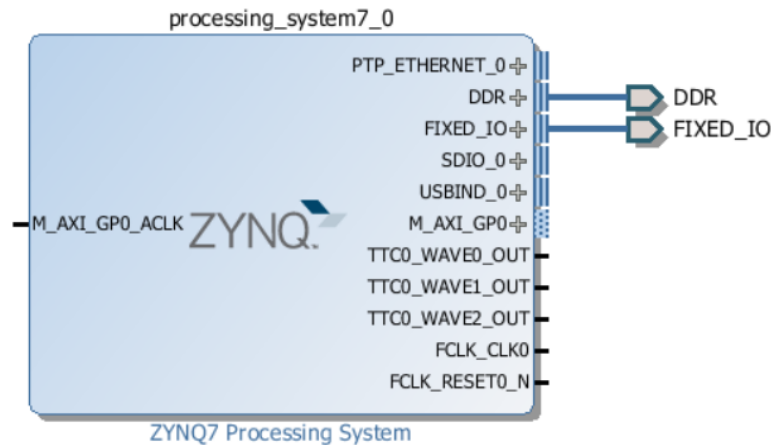 processing_system7_0
PTP_ETHERNET_0
DDR
DDR
FIXED_IO
FIXED_IO
SDIO_0
USBIND_0
M_AXI_GP0_ACLK
ZYNQ
M_AXI_GP0
TTC0_WAVE0_OUT
TTC0_WAVE1_OUT
TTC0_WAVE2_OUT
FCLK_CLK0
FCLK_RESET0_N
ZYNQ7 Processing System